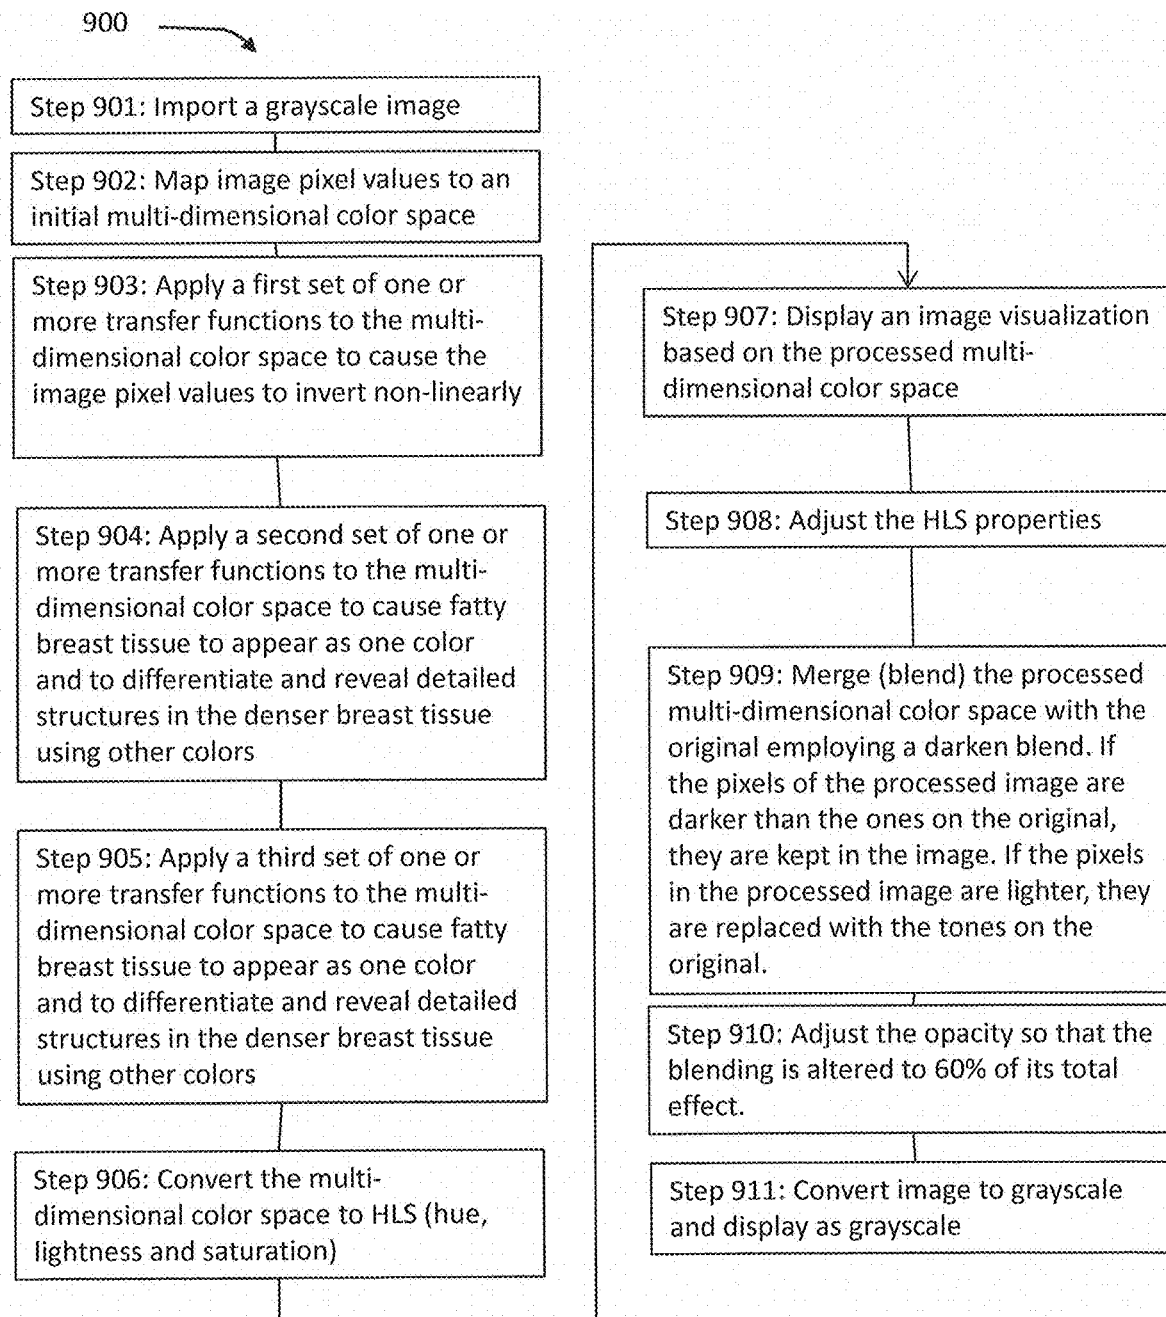 900
Step 901: Import a grayscale image
Step 902: Map image pixel values to an
initial multi-dimensional color space
Step 903: Apply a first set of one or
more transfer functions to the multi-
dimensional color space to cause the
image pixel values to invert non-linearly
Step 904: Apply a second set of one or
more transfer functions to the multi-
dimensional color space to cause fatty
breast tissue to appear as one color
and to differentiate and reveal detailed
structures in the denser breast tissue
using other colors
Step 905: Apply a third set of one or
more transfer functions to the multi-
dimensional color space to cause fatty
breast tissue to appear as one color
and to differentiate and reveal detailed
structures in the denser breast tissue
using other colors
Step 906: Convert the multi-
dimensional color space to HLS (hue,
lightness and saturation)
Step 907: Display an image visualization
based on the processed multi-
dimensional color space
Step 908: Adjust the HLS properties
Step 909: Merge (blend) the processed
multi-dimensional color space with the
original employing a darken blend. If
the pixels of the processed image are
darker than the ones on the original,
they are kept in the image. If the pixels
in the processed image are lighter, they
are replaced with the tones on the
original.
Step 910: Adjust the opacity so that the
blending is altered to 60% of its total
effect.
Step 911: Convert image to grayscale
and display as grayscale